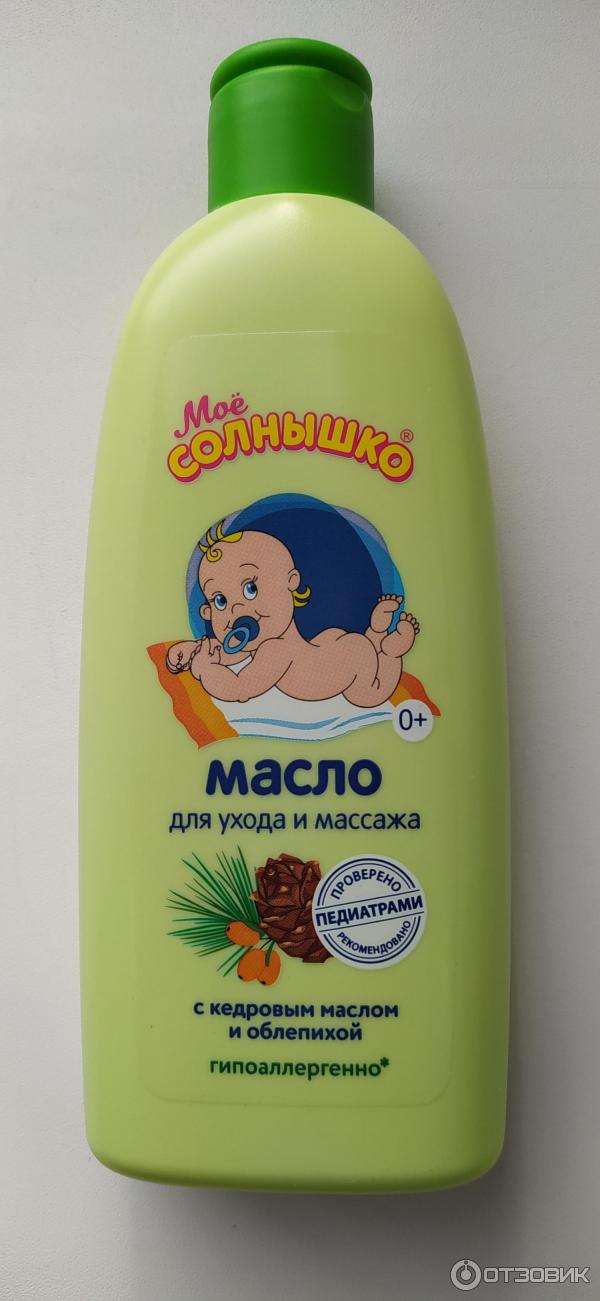 Моё
СОЛНЫШКО®
0+
масло
для ухода и массажа
ПРОВЕРЕНО
ПЕДИАТРАМИ
РЕКОМЕНДОВАНО
с кедровым маслом
и облепихой
гипоаллергенно*
ОТЗОВИК